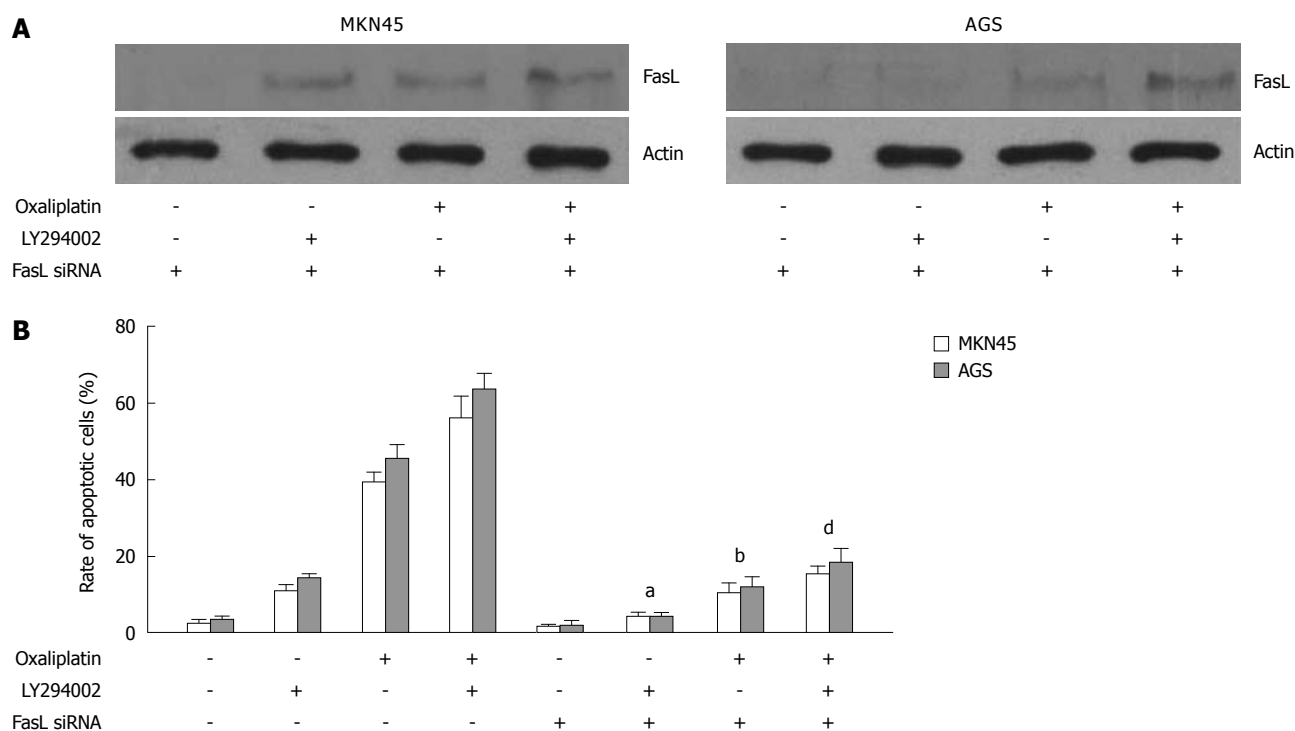 A
MKN45 AGS
FasL FasL
Actin Actin
Oxaliplatin - - + + - - + +
LY294002 - + - + - + - +
FasL siRNA + + + + + + + +
B
80
60
40
20
0
Rate of apoptotic cells (%)
MKN45
AGS
a b d
Oxaliplatin - - + + - - + +
LY294002 - + - + - + - +
FasL siRNA - - - - + + + +